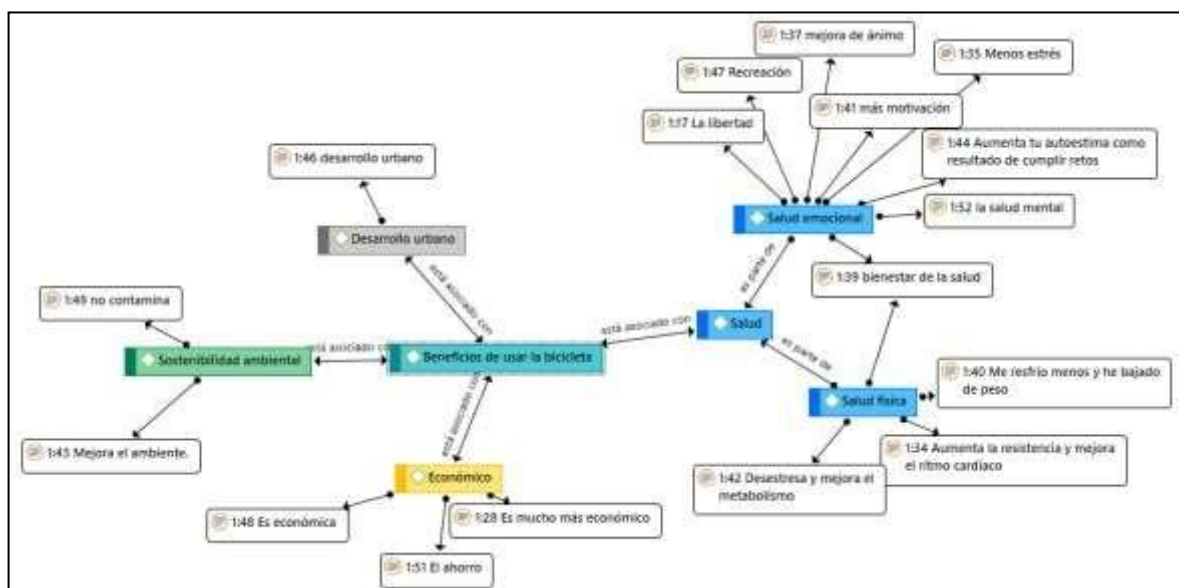 1:37 mejora de ánimo
1:35 Menos estrés
1:47 Recreación
1:41 más motivación
1:17 La libertad
1:44 Aumenta tu autoestima como
resultado de cumplir retos
1:46 desarrollo urbano
1:52 la salud mental
Salud emocional
Desarrollo urbano
es parte de
está asociado con
1:39 bienestar de la salud
1:49 no contamina
está asociado con
Salud
está asociado con
Sostenibilidad ambiental
Beneficios de usar la bicicleta
es parte de
1:40 Me resfrio menos y he bajado
de peso
está asociado con
Salud física
1:43 Mejora el ambiente.
1:34 Aumenta la resistencia y mejora
el ritmo cardiaco
Económico
1:42 Desestresa y mejora el
metabolismo
1:48 Es económica
1:28 Es mucho más económico
1:51 El ahorro